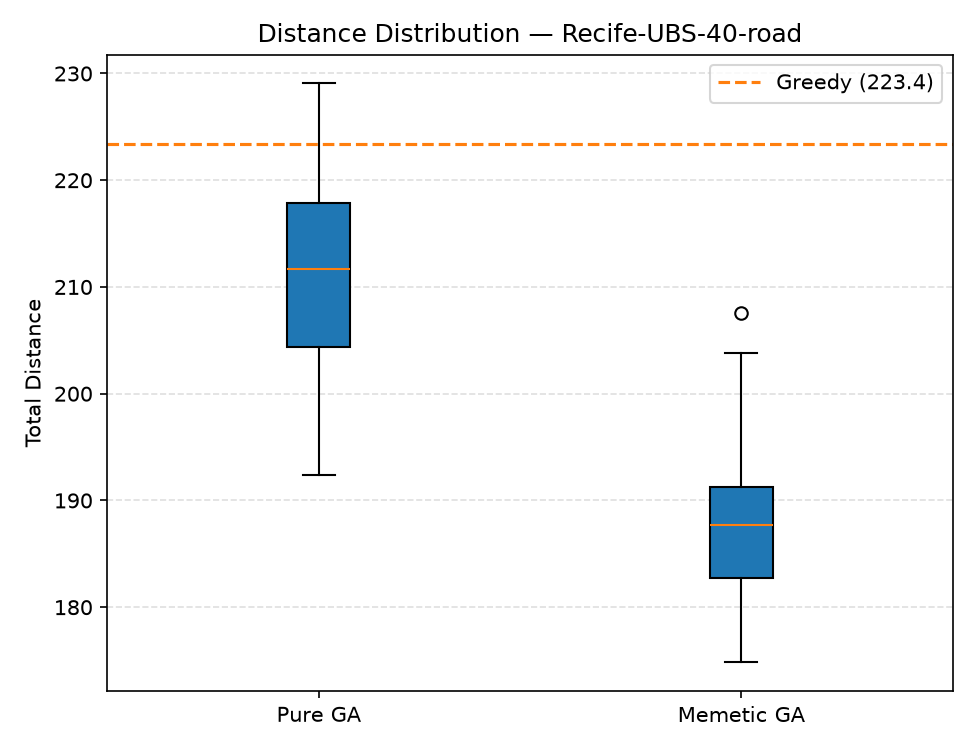 Distance Distribution — Recife-UBS-40-road
Greedy (223.4)
Total Distance
230
220
210
200
190
180
Pure GA
Memetic GA